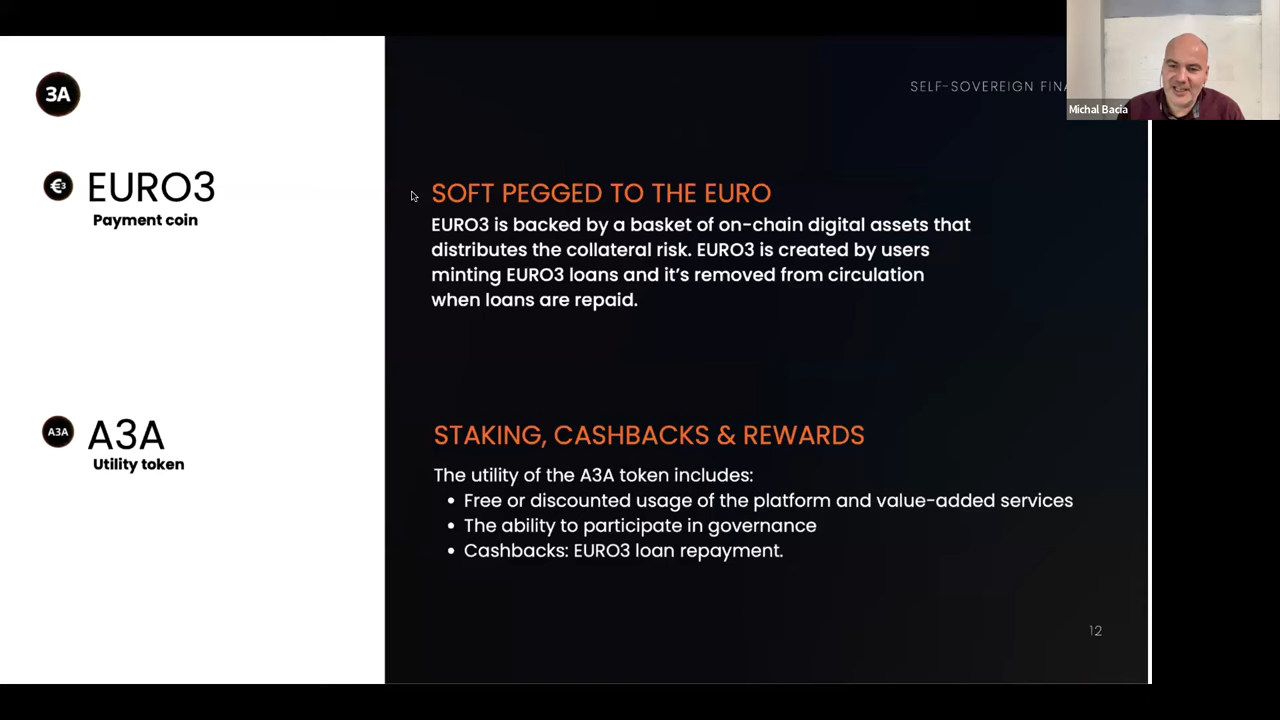 3A
SELF-SOVEREIGN FINA
Michal Bacia
€3
EURO3
Payment coin
SOFT PEGGED TO THE EURO
EURO3 is backed by a basket of on-chain digital assets that
distributes the collateral risk. EURO3 is created by users
minting EURO3 loans and it's removed from circulation
when loans are repaid.
A3A
A3A
Utility token
STAKING, CASHBACKS & REWARDS
The utility of the A3A token includes:
• Free or discounted usage of the platform and value-added services
• The ability to participate in governance
• Cashbacks: EURO3 loan repayment.
12